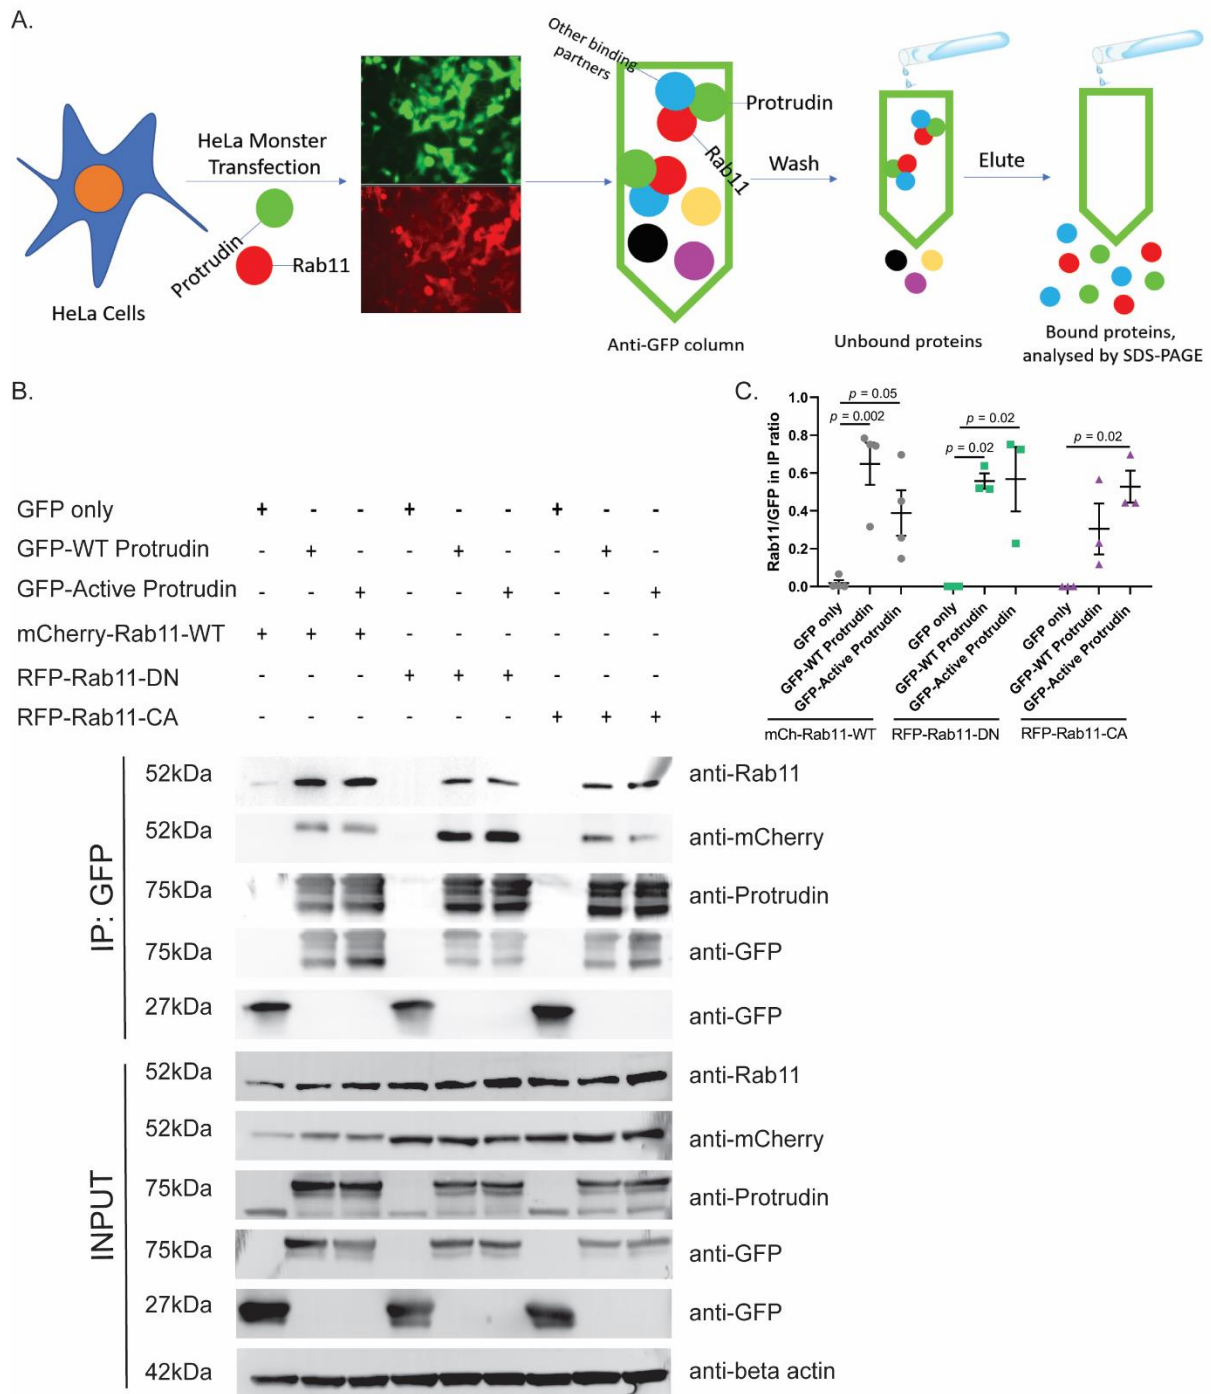 A.
HeLa Cells
HeLa Monster
Transfection
Protrudin
Rab11
Other binding
partners
Protrudin
Rab11
Anti-GFP column
Wash
Unbound proteins
Elute
Bound proteins,
analysed by SDS-PAGE
B.
GFP only + - - + - - + - -
GFP-WT Protrudin - + - - + - - + -
GFP-Active Protrudin - - + - - + - - +
mCherry-Rab11-WT + + + - - - - - -
RFP-Rab11-DN - - - + + + - - -
RFP-Rab11-CA - - - - - - + + +
IP: GFP
52kDa anti-Rab11
52kDa anti-mCherry
75kDa anti-Protrudin
75kDa anti-GFP
27kDa anti-GFP
INPUT
52kDa anti-Rab11
52kDa anti-mCherry
75kDa anti-Protrudin
75kDa anti-GFP
27kDa anti-GFP
42kDa anti-beta actin
C.
Rab11/GFP in IP ratio
1.0
0.8
0.6
0.4
0.2
0.0
p = 0.05
p = 0.002
p = 0.02
p = 0.02
p = 0.02
GFP only
GFP-WT Protrudin
GFP-Active Protrudin
GFP only
GFP-WT Protrudin
GFP-Active Protrudin
GFP only
GFP-WT Protrudin
GFP-Active Protrudin
mCh-Rab11-WT
RFP-Rab11-DN
RFP-Rab11-CA